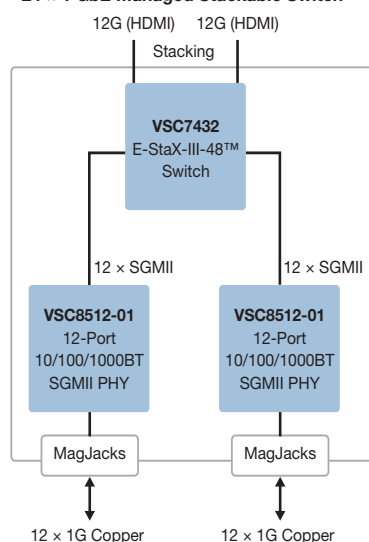 12G (HDMI) 12G (HDMI)
Stacking
VSC7432
E-StaX-III-48™
Switch
12 × SGMII
12 × SGMII
VSC8512-01
12-Port
10/100/1000BT
SGMII PHY
VSC8512-01
12-Port
10/100/1000BT
SGMII PHY
MagJacks
MagJacks
12 × 1G Copper
12 × 1G Copper